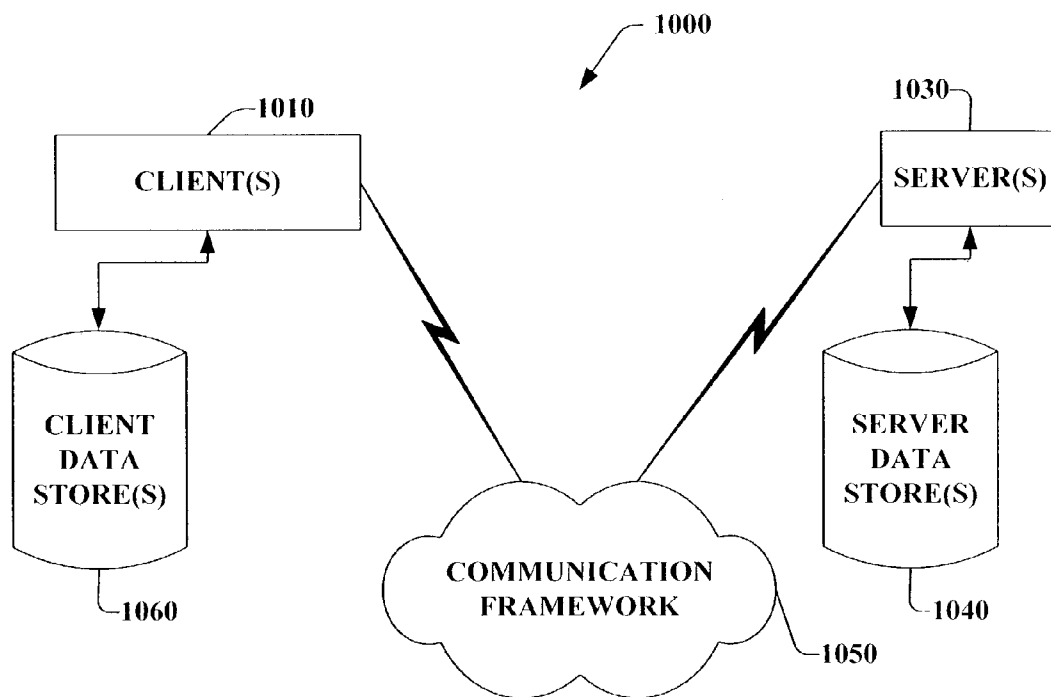 1000
1010
CLIENT(S)
1030
SERVER(S)
CLIENT
DATA
STORE(S)
SERVER
DATA
STORE(S)
COMMUNICATION
FRAMEWORK
1060
1040
1050